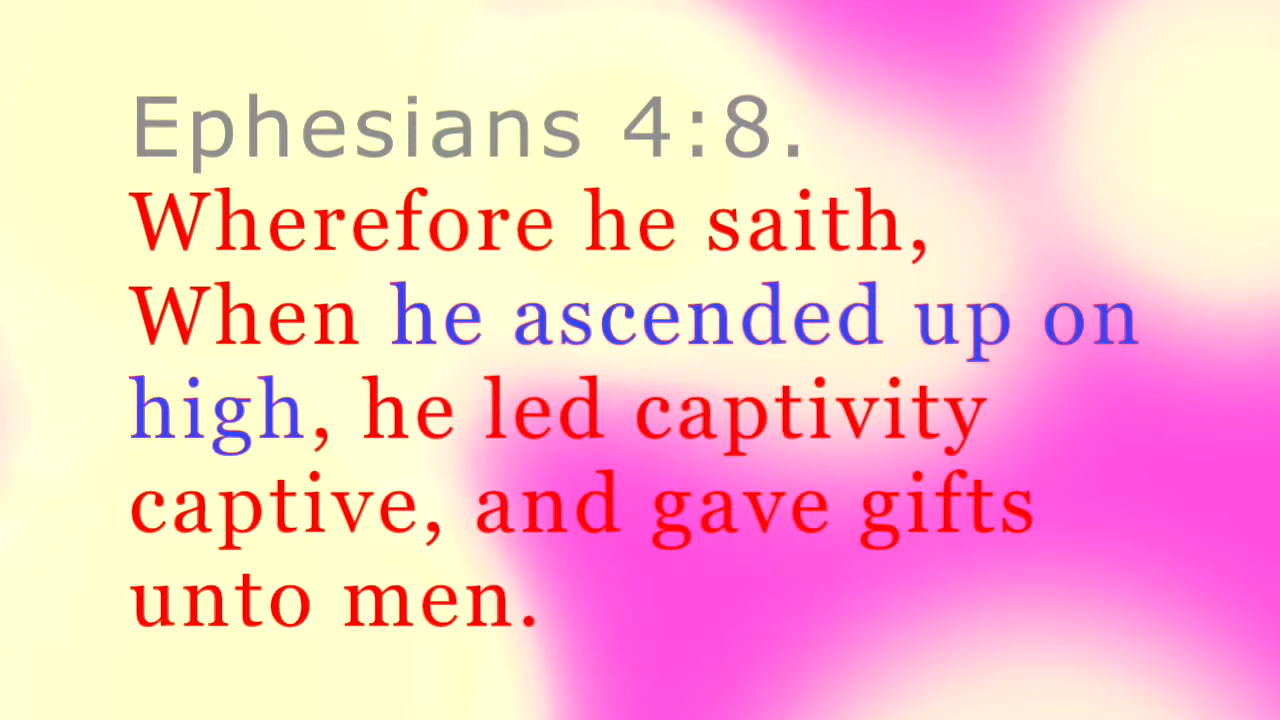 Ephesians 4:8.
Wherefore he saith,
When he ascended up on
high, he led captivity
captive, and gave gifts
unto men.